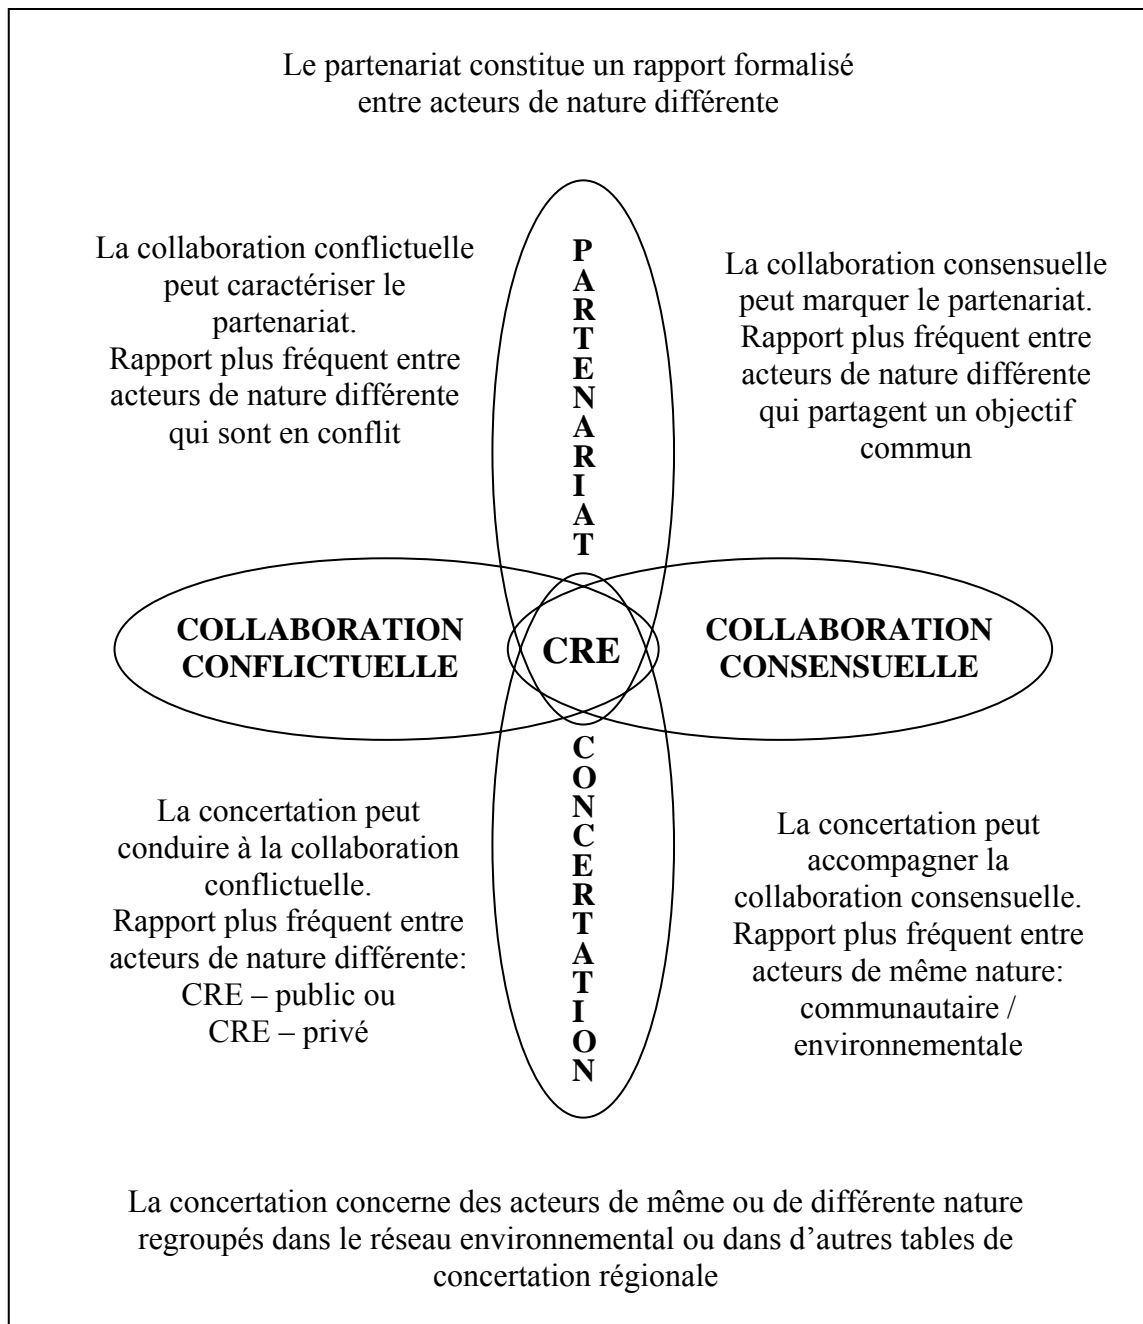 Le partenariat constitue un rapport formalisé
entre acteurs de nature différente
La collaboration conflictuelle
peut caractériser le
partenariat.
Rapport plus fréquent entre
acteurs de nature différente
qui sont en conflit
PARTENARIAT
La collaboration consensuelle
peut marquer le partenariat.
Rapport plus fréquent entre
acteurs de nature différente
qui partagent un objectif
commun
COLLABORATION
CONFLICTUELLE
CRE
COLLABORATION
CONSENSUELLE
La concertation peut
conduire à la collaboration
conflictuelle.
Rapport plus fréquent entre
acteurs de nature différente:
CRE – public ou
CRE – privé
CONCERTATION
La concertation peut
accompagner la
collaboration consensuelle.
Rapport plus fréquent entre
acteurs de même nature:
communautaire /
environnementale
La concertation concerne des acteurs de même ou de différente nature
regroupés dans le réseau environnemental ou dans d'autres tables de
concertation régionale